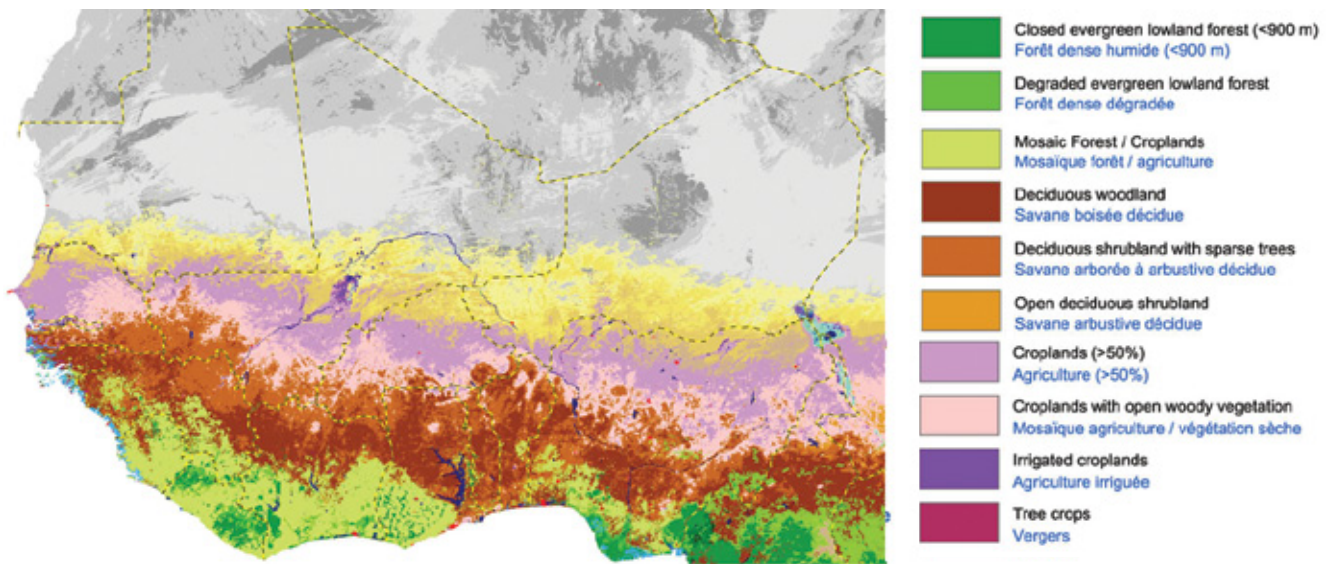 Closed evergreen lowland forest (<900 m)
Forêt dense humide (<900 m)
Degraded evergreen lowland forest
Forêt dense dégradée
Mosaic Forest / Croplands
Mosaïque forêt / agriculture
Deciduous woodland
Savane boisée décidue
Deciduous shrubland with sparse trees
Savane arborée à arbustive décidue
Open deciduous shrubland
Savane arbustive décidue
Croplands (>50%)
Agriculture (>50%)
Croplands with open woody vegetation
Mosaïque agriculture / végétation sèche
Irrigated croplands
Agriculture irriguée
Tree crops
Vergers
e